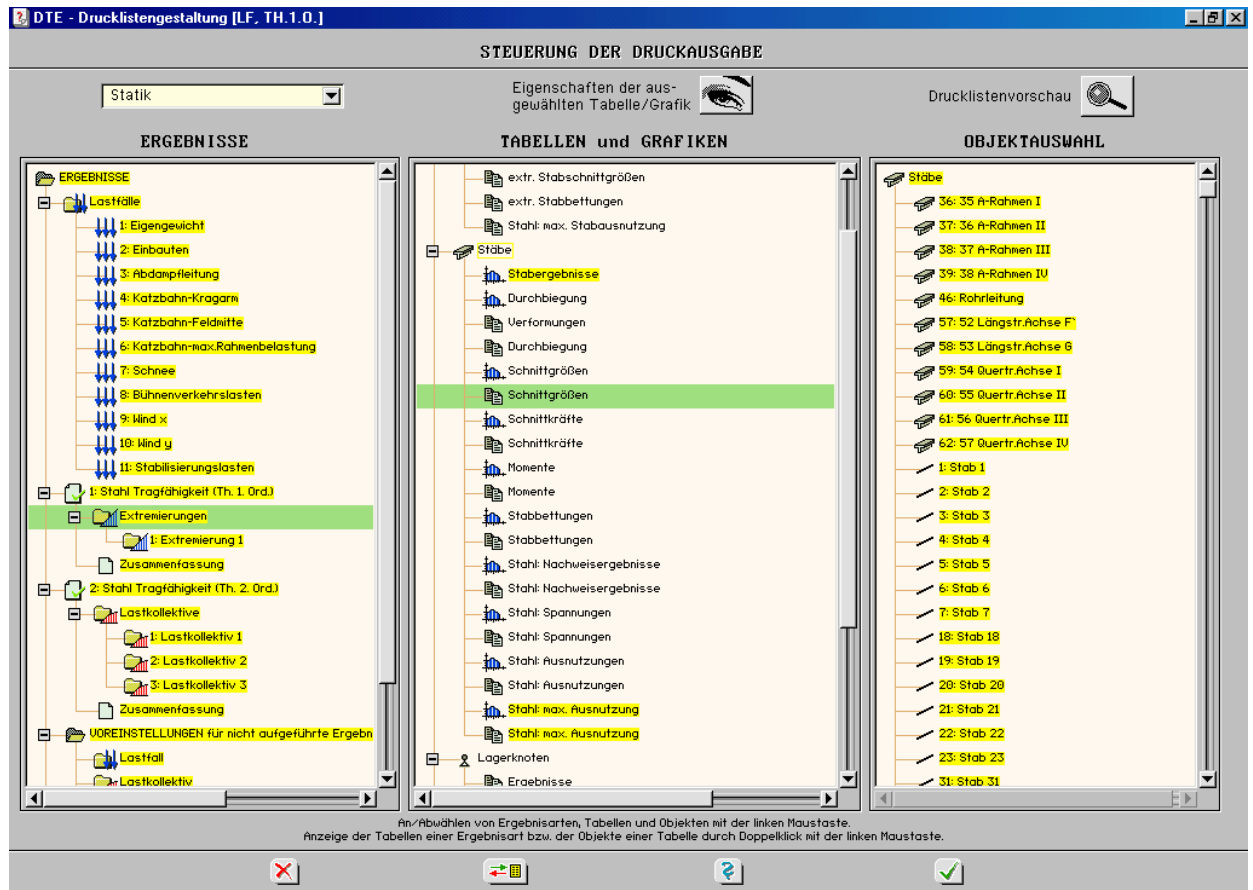 DTE - Drucklistengestaltung [LF, TH.1.O.]
STEUERUNG DER DRUCKAUSGABE
Statik
Eigenschaften der aus-
gewählten Tabelle/Grafik
Drucklistenvorschau
ERGEBNISSE
ERGEBNISSE
Lastfälle
1: Eigengewicht
2: Einbauten
3: Abdampfleitung
4: Katzbahn-Kragarm
5: Katzbahn-Feldmitte
6: Katzbahn-max.Rahmenbelastung
7: Schnee
8: Bühnenverkehrslasten
9: Wind x
10: Wind y
11: Stabilisierungslasten
1: Stahl Tragfähigkeit (Th. 1. Ord.)
Extremierungen
1: Extremierung 1
Zusammenfassung
2: Stahl Tragfähigkeit (Th. 2. Ord.)
Lastkollektive
1: Lastkollektiv 1
2: Lastkollektiv 2
3: Lastkollektiv 3
Zusammenfassung
VOREINSTELLUNGEN für nicht aufgeführte Ergebn
Lastfall
Lastkollektiv
TABELLEN und GRAFIKEN
extr. Stabschnittgrößen
extr. Stabbettungen
Stahl: max. Stabausnutzung
Stäbe
Stabergebnisse
Durchbiegung
Verformungen
Durchbiegung
Schnittgrößen
Schnittgrößen
Schnittkräfte
Schnittkräfte
Momente
Momente
Stabbettungen
Stabbettungen
Stahl: Nachweisergebnisse
Stahl: Nachweisergebnisse
Stahl: Spannungen
Stahl: Spannungen
Stahl: Ausnutzungen
Stahl: Ausnutzungen
Stahl: max. Ausnutzung
Stahl: max. Ausnutzung
Lagerknoten
Ergebnisse
OBJEKTAUSWAHL
Stäbe
36: 35 A-Rahmen I
37: 36 A-Rahmen II
38: 37 A-Rahmen III
39: 38 A-Rahmen IV
46: Rohrleitung
57: 52 Längstr.Achse F`
58: 53 Längstr.Achse G
59: 54 Quertr.Achse I
60: 55 Quertr.Achse II
61: 56 Quertr.Achse III
62: 57 Quertr.Achse IV
1: Stab 1
2: Stab 2
3: Stab 3
4: Stab 4
5: Stab 5
6: Stab 6
7: Stab 7
18: Stab 18
19: Stab 19
20: Stab 20
21: Stab 21
22: Stab 22
23: Stab 23
31: Stab 31
An/Abwählen von Ergebnisarten, Tabellen und Objekten mit der linken Maustaste.
Anzeige der Tabellen einer Ergebnisart bzw. der Objekte einer Tabelle durch Doppelklick mit der linken Maustaste.